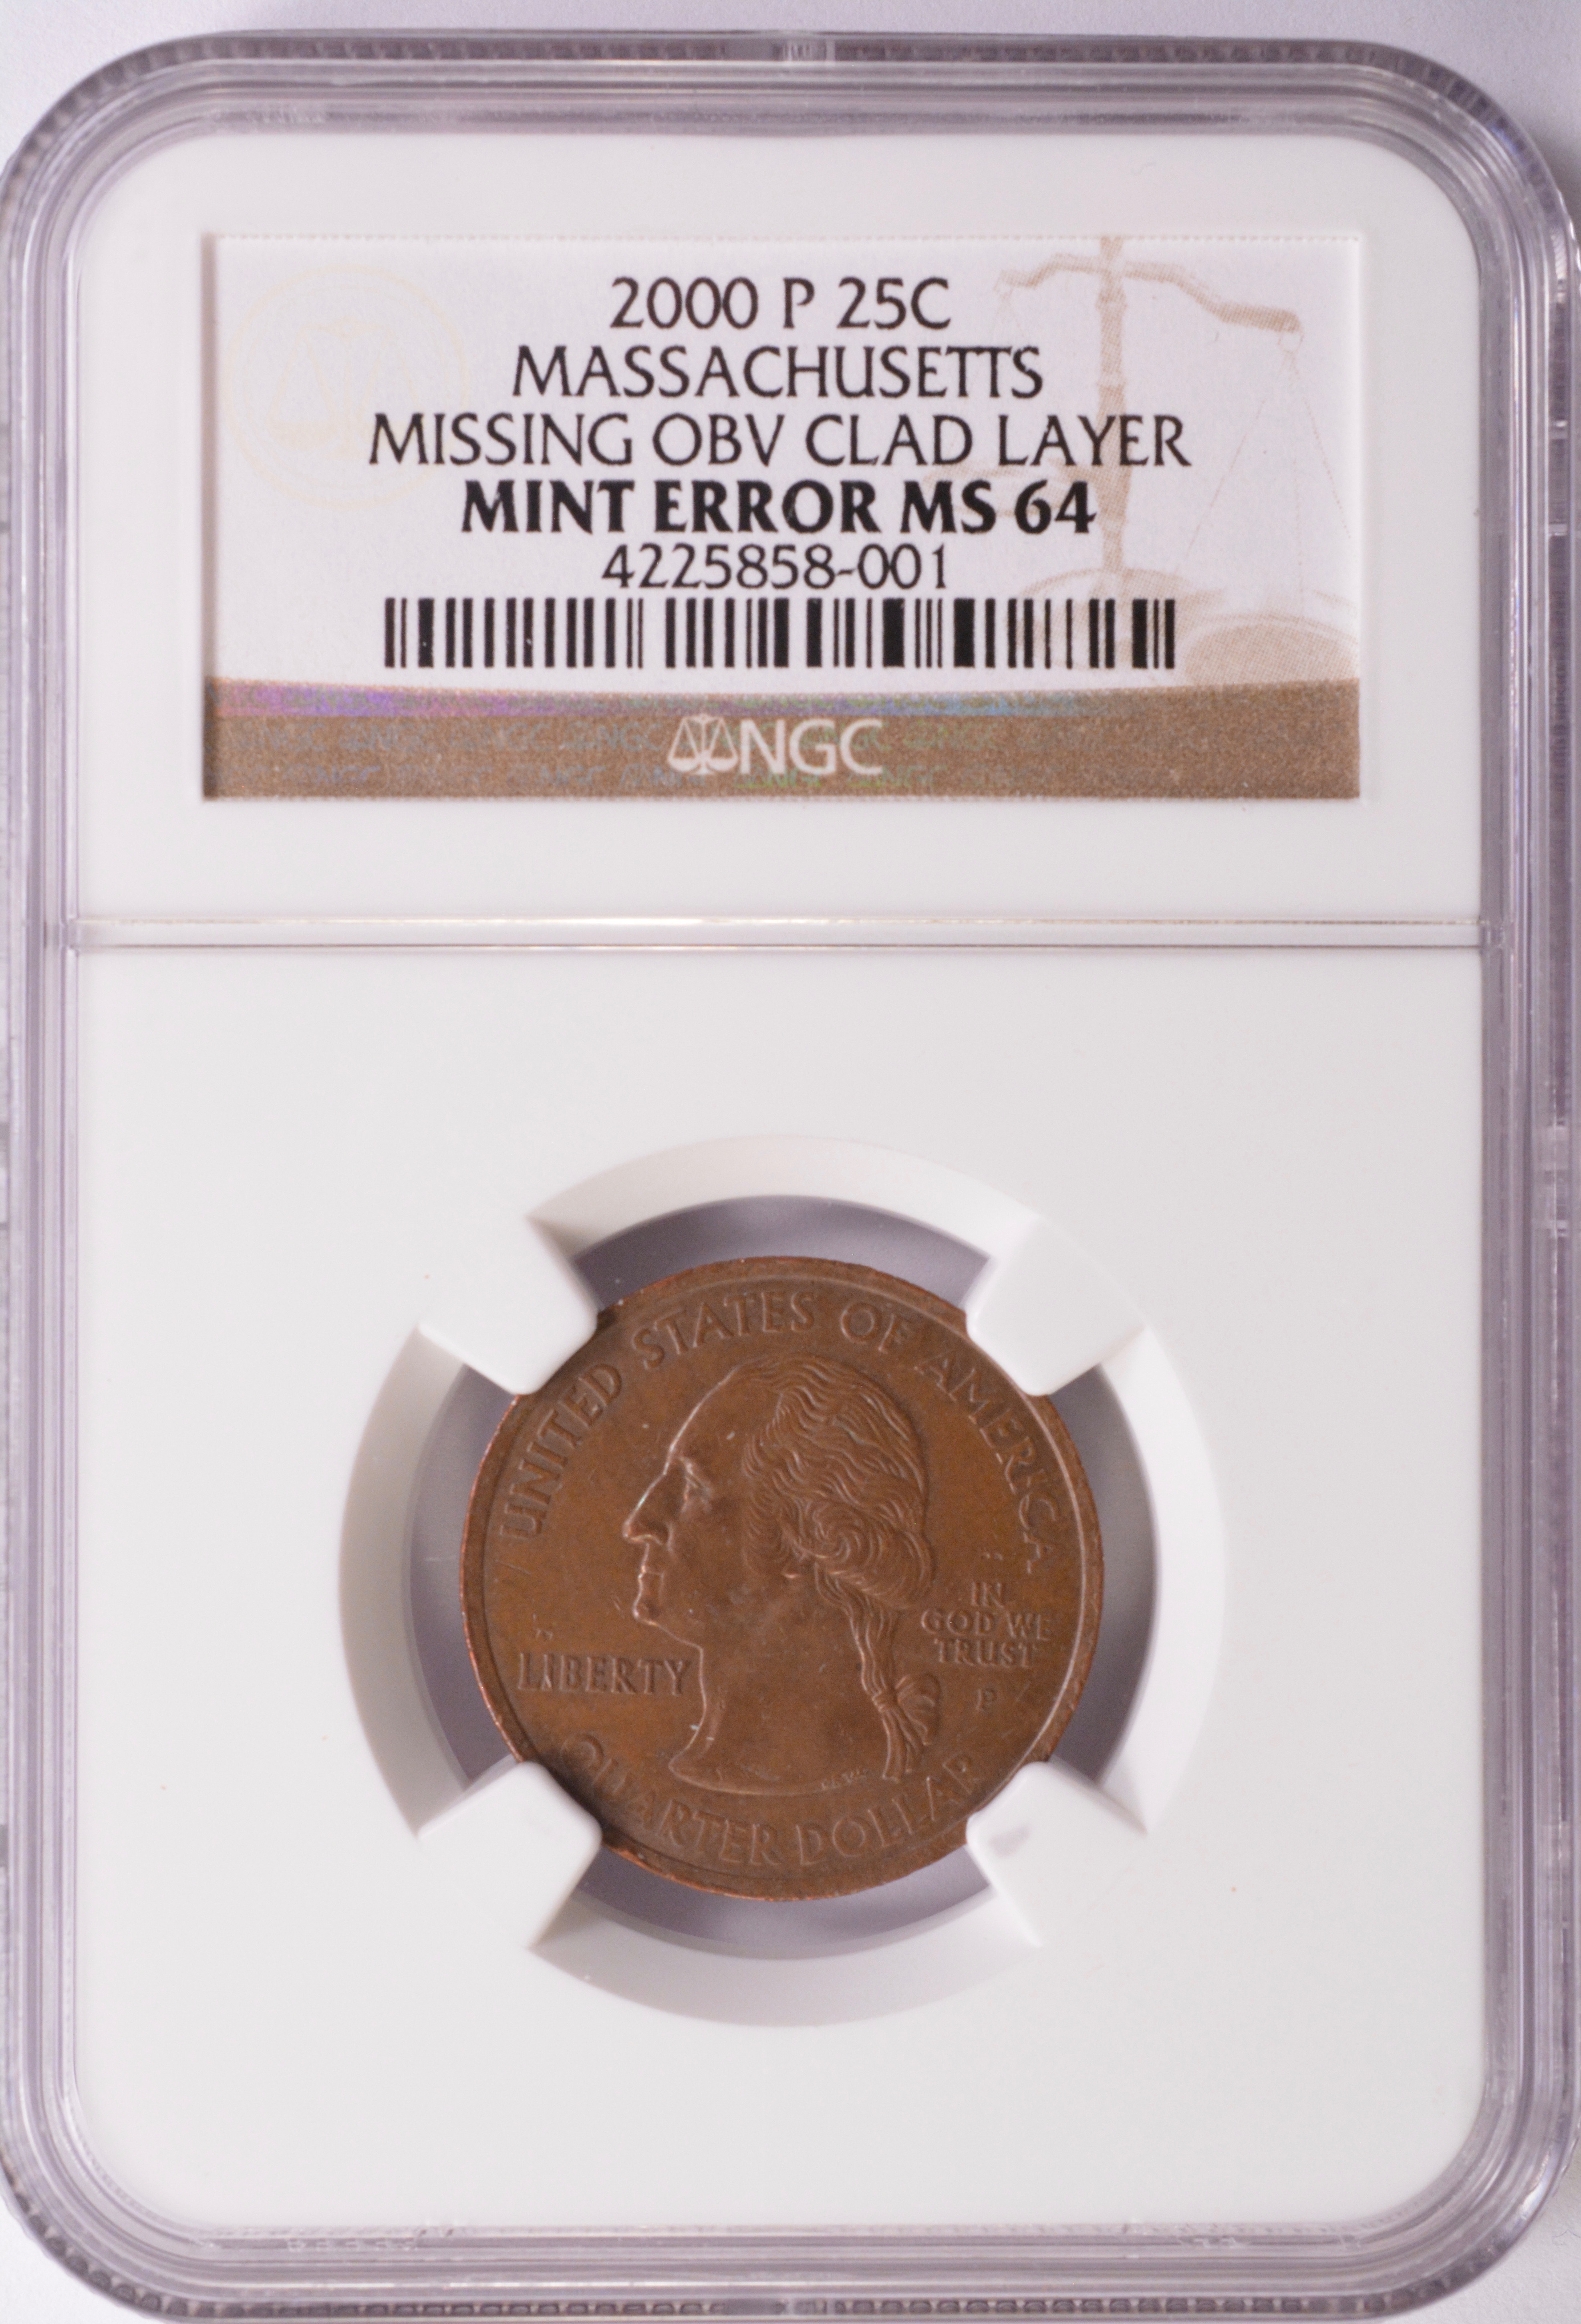 2000 P 25C
MASSACHUSETTS
MISSING OBV CLAD LAYER
MINT ERROR MS 64
4225858-001
NGC
UNITED STATES OF AMERICA
IN
GOD WE
TRUST
LIBERTY
P
QUARTER DOLLAR